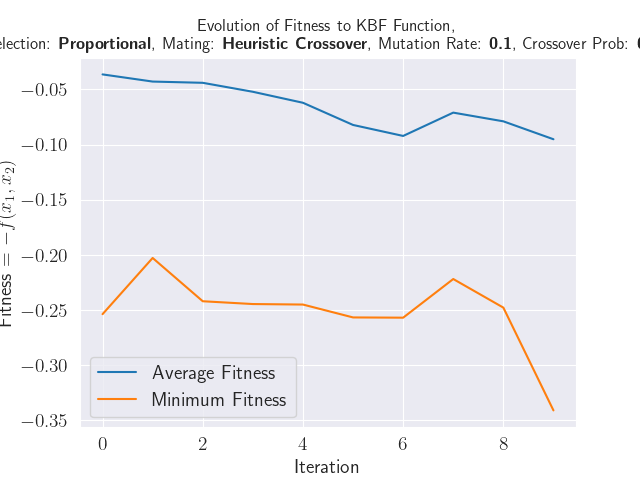 Evolution of Fitness to KBF Function,
election: Proportional, Mating: Heuristic Crossover, Mutation Rate: 0.1, Crossover Prob:
−0.05
−0.10
−0.15
−0.20
−0.25
−0.30
−0.35
Fitness = −f(x₁, x₂)
Average Fitness
Minimum Fitness
0 2 4 6 8
Iteration